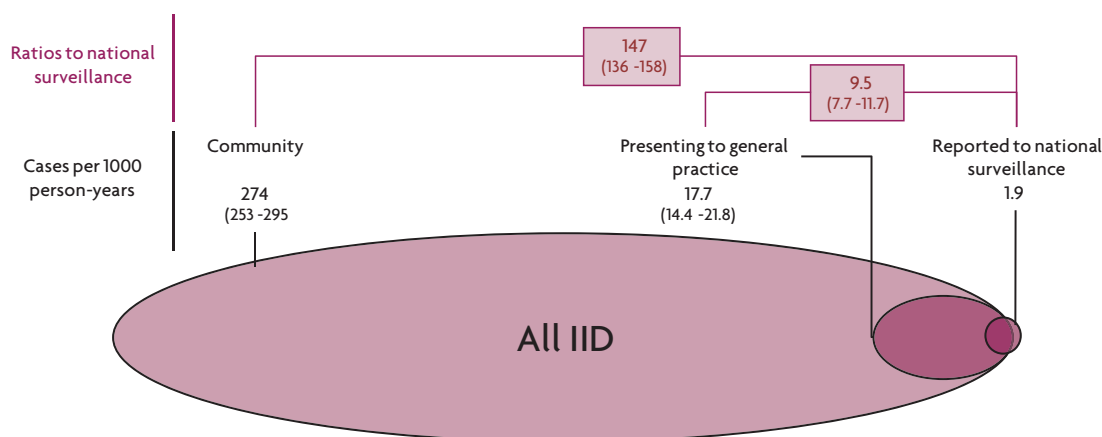 Ratios to national
surveillance
147
(136 -158)
9.5
(7.7 -11.7)
Cases per 1000
person-years
Community
274
(253 -295
Presenting to general
practice
17.7
(14.4 -21.8)
Reported to national
surveillance
1.9
All IID